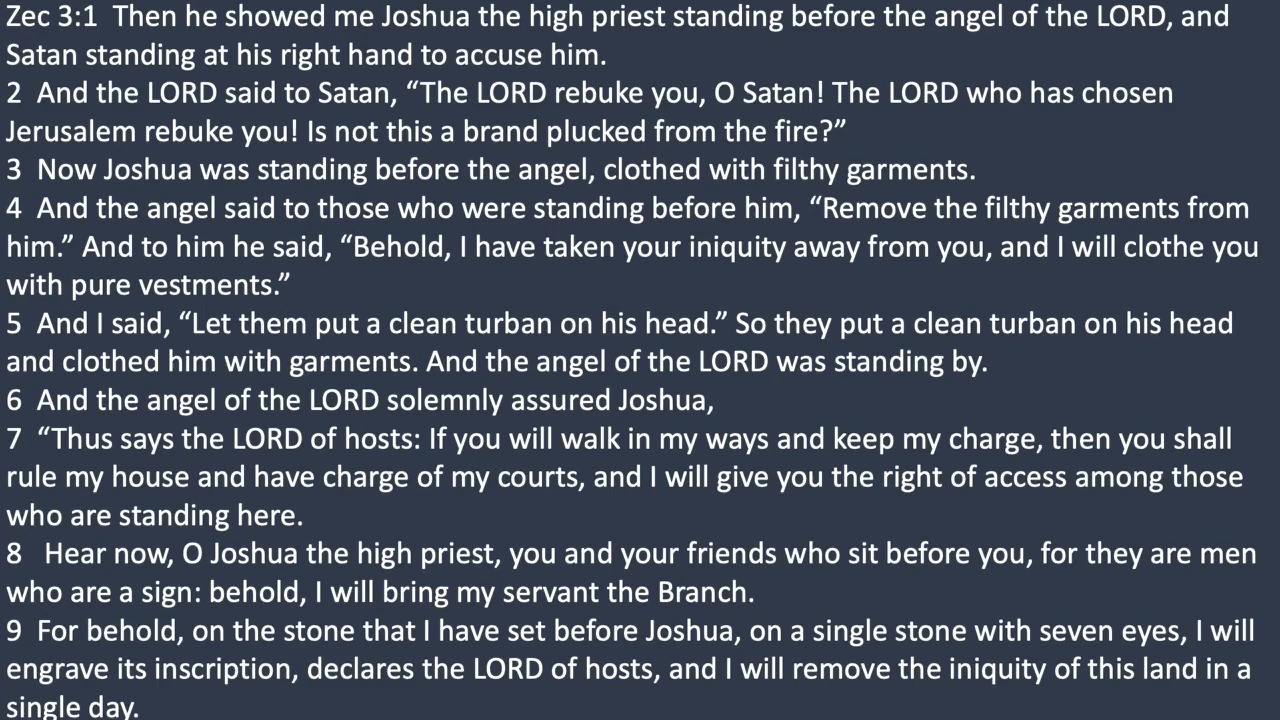 Zec 3:1  Then he showed me Joshua the high priest standing before the angel of the LORD, and
Satan standing at his right hand to accuse him.
2  And the LORD said to Satan, “The LORD rebuke you, O Satan! The LORD who has chosen
Jerusalem rebuke you! Is not this a brand plucked from the fire?”
3  Now Joshua was standing before the angel, clothed with filthy garments.
4  And the angel said to those who were standing before him, “Remove the filthy garments from
him.” And to him he said, “Behold, I have taken your iniquity away from you, and I will clothe you
with pure vestments.”
5  And I said, “Let them put a clean turban on his head.” So they put a clean turban on his head
and clothed him with garments. And the angel of the LORD was standing by.
6  And the angel of the LORD solemnly assured Joshua,
7  “Thus says the LORD of hosts: If you will walk in my ways and keep my charge, then you shall
rule my house and have charge of my courts, and I will give you the right of access among those
who are standing here.
8   Hear now, O Joshua the high priest, you and your friends who sit before you, for they are men
who are a sign: behold, I will bring my servant the Branch.
9  For behold, on the stone that I have set before Joshua, on a single stone with seven eyes, I will
engrave its inscription, declares the LORD of hosts, and I will remove the iniquity of this land in a
single day.